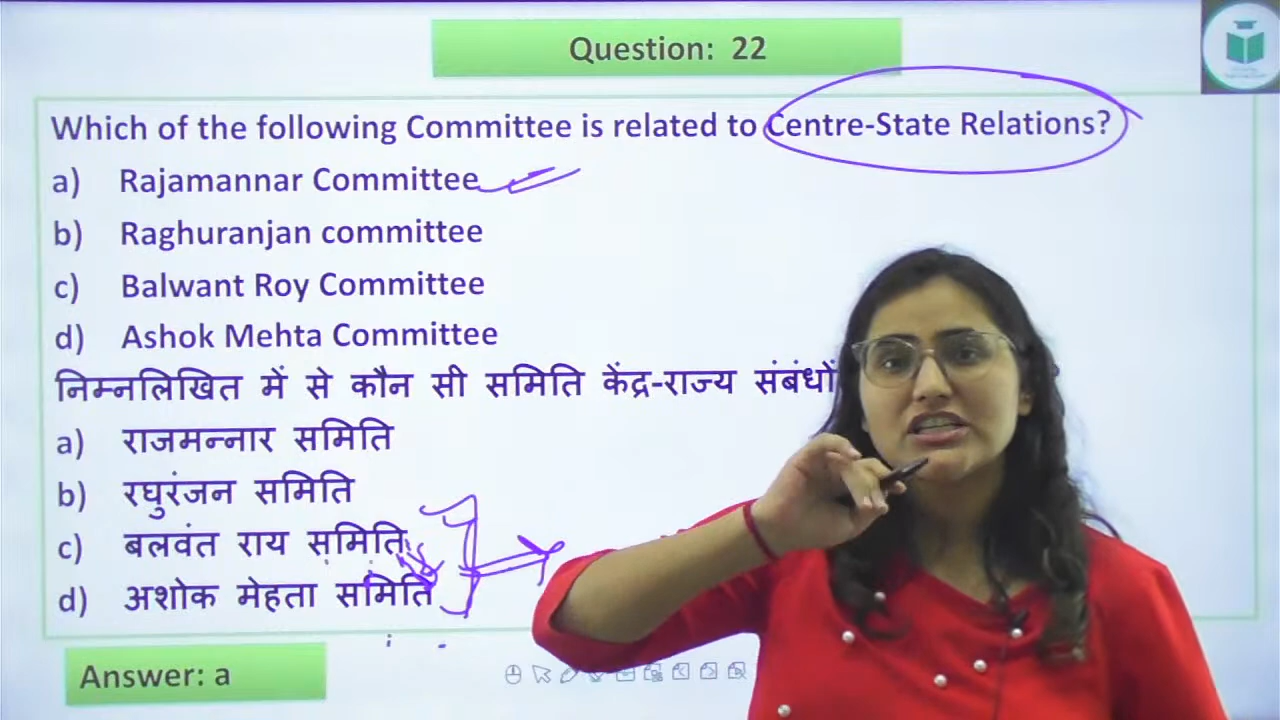 Question: 22
Which of the following Committee is related to Centre-State Relations?
a) Rajamannar Committee
b) Raghuranjan committee
c) Balwant Roy Committee
d) Ashok Mehta Committee
निम्नलिखित में से कौन सी समिति केंद्र-राज्य संबंधों
a) राजमन्नार समिति
b) रघुरंजन समिति
c) बलवंत राय समिति
d) अशोक मेहता समिति
Answer: a